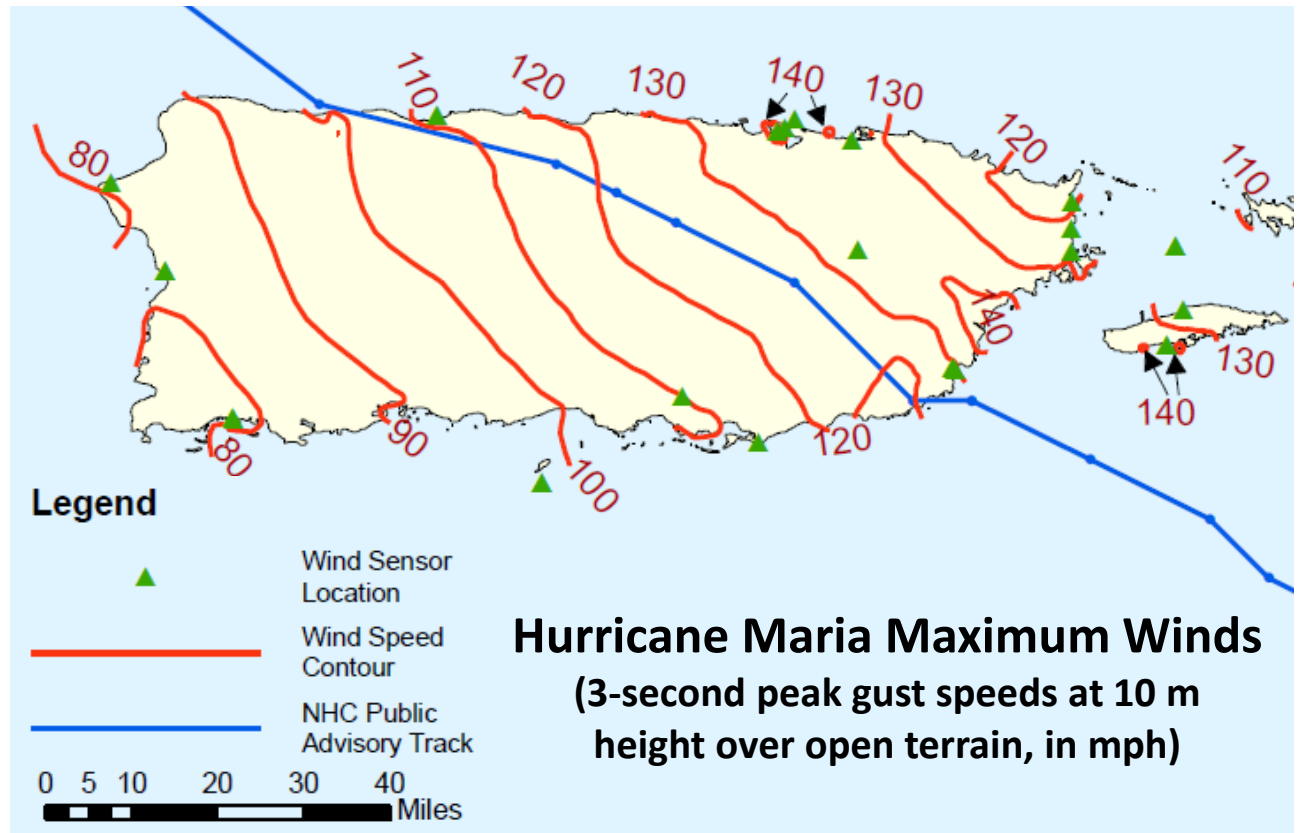 110
120
130
140
130
120
110
80
140
130
140
80
90
100
120
Legend
Wind Sensor
Location
Wind Speed
Contour
NHC Public
Advisory Track
0 5 10 20 30 40
Miles
Hurricane Maria Maximum Winds
(3-second peak gust speeds at 10 m
height over open terrain, in mph)